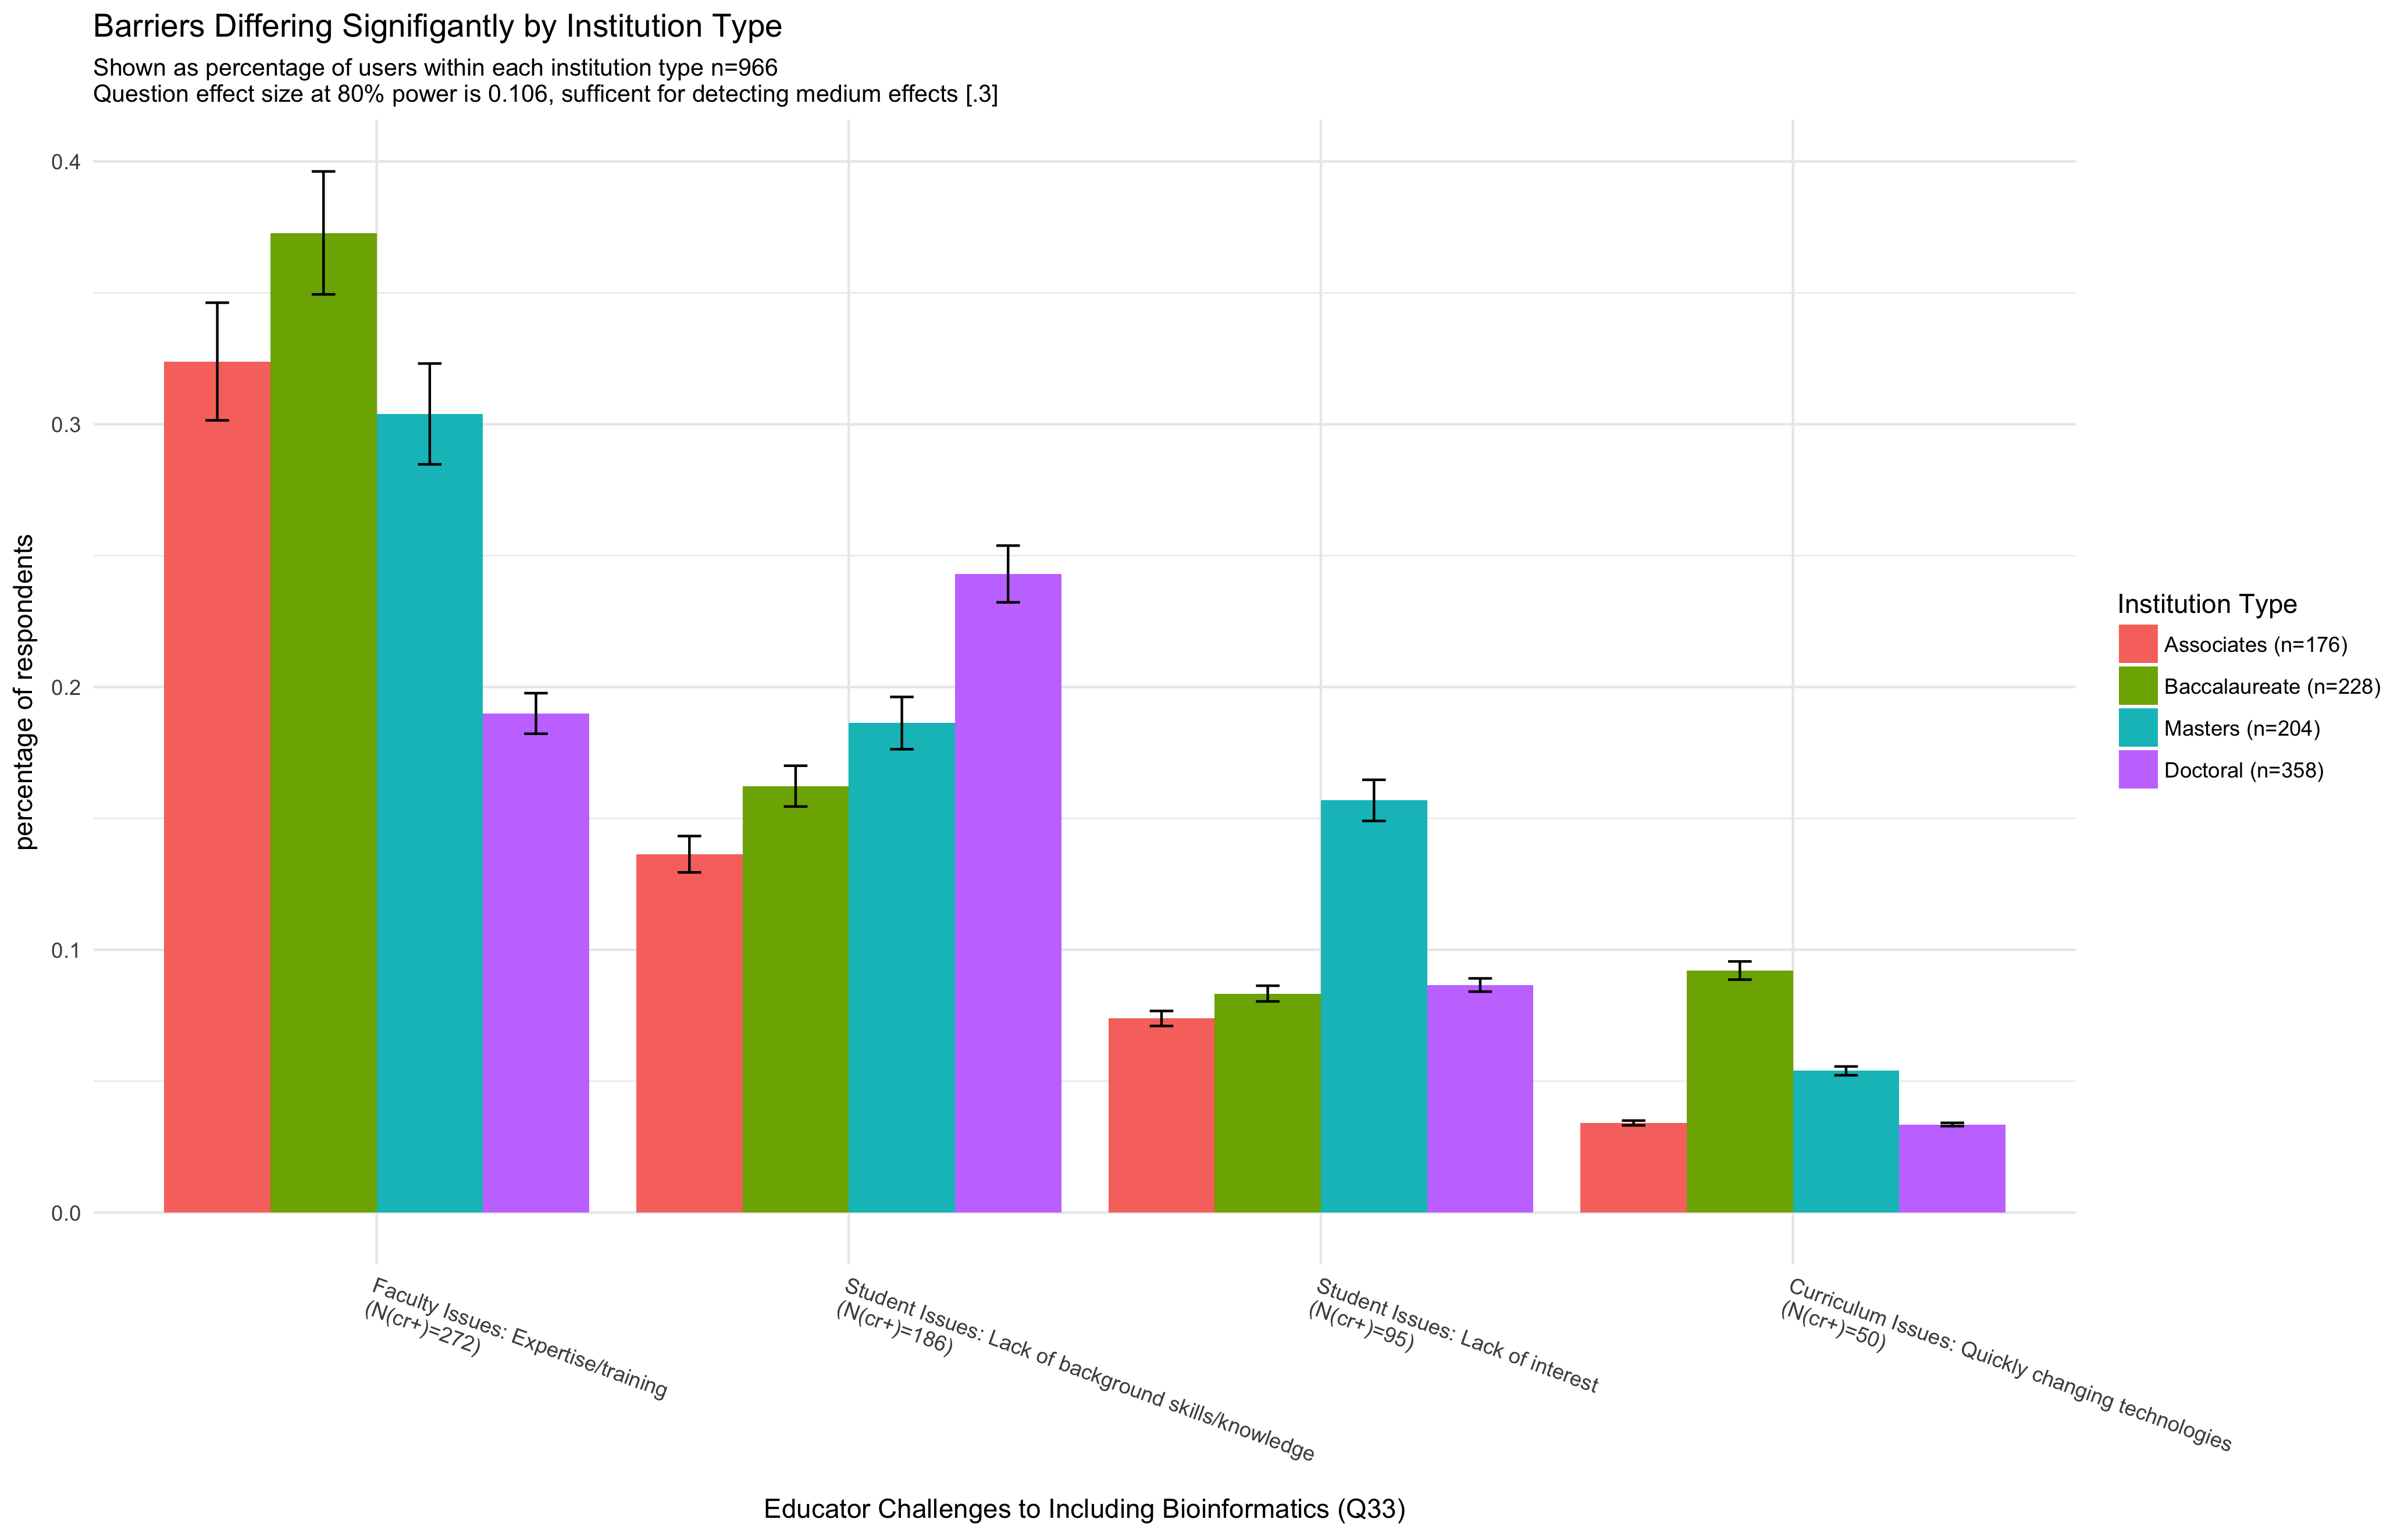 Barriers Differing Signifigantly by Institution Type
Shown as percentage of users within each institution type n=966
Question effect size at 80% power is 0.106, sufficent for detecting medium effects [.3]
percentage of respondents
0.4
0.3
0.2
0.1
0.0
Faculty Issues: Expertise/training
(N(cr+)=272)
Student Issues: Lack of background skills/knowledge
(N(cr+)=186)
Student Issues: Lack of interest
(N(cr+)=95)
Curriculum Issues: Quickly changing technologies
(N(cr+)=50)
Educator Challenges to Including Bioinformatics (Q33)
Institution Type
Associates (n=176)
Baccalaureate (n=228)
Masters (n=204)
Doctoral (n=358)